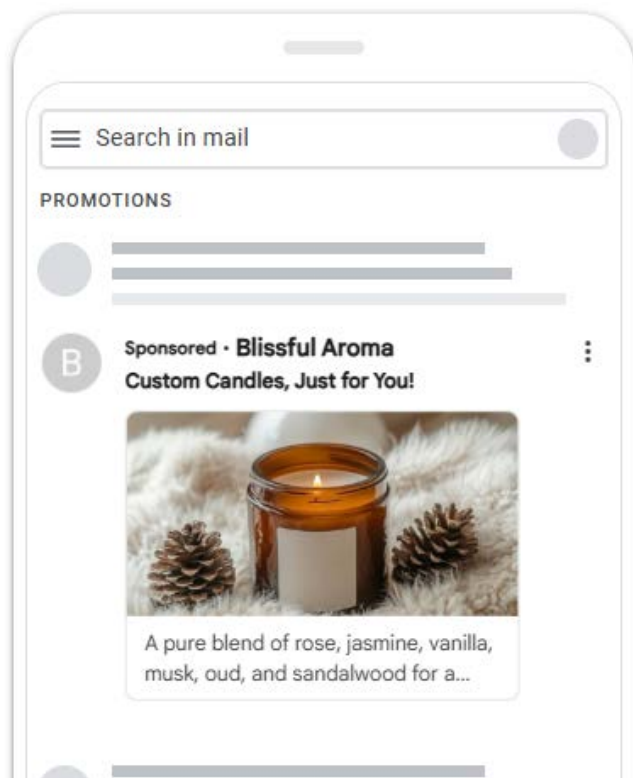 Search in mail
PROMOTIONS
B
Sponsored · Blissful Aroma
Custom Candles, Just for You!
A pure blend of rose, jasmine, vanilla,
musk, oud, and sandalwood for a...